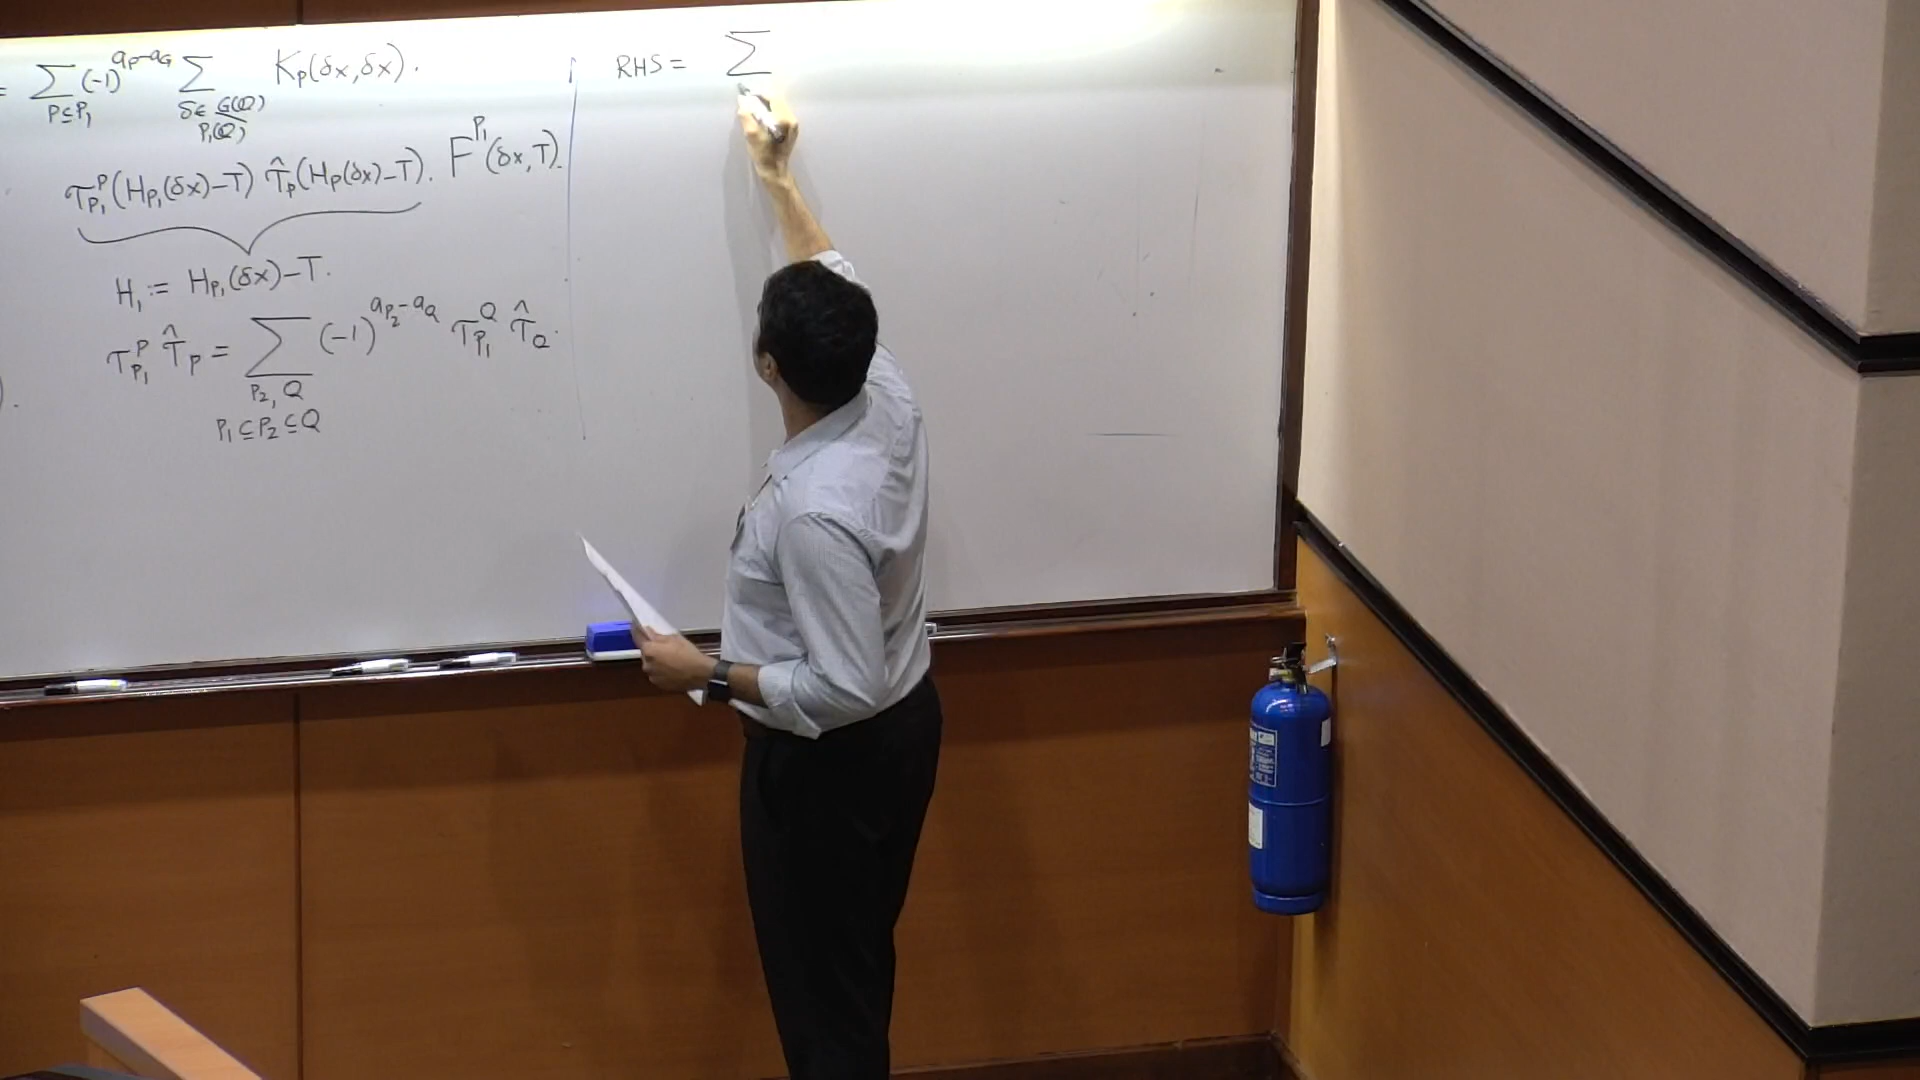 = ∑_{P⊆P₁} (-1)^{a_P-a_G} ∑_{δ∈ P₁(ℚ)\G(ℚ)} K_P(δx,δx).
τ_{P₁}^P(H_{P₁}(δx)-T) τ̂_P(H_P(δx)-T). F^{P₁}(δx,T).
H₁ := H_{P₁}(δx)-T.
τ_{P₁}^P τ̂_P = ∑_{P₂, Q P₁⊆P₂⊆Q} (-1)^{a_{P₂}-a_Q} τ_{P₁}^Q τ̂_Q.
).
RHS = ∑